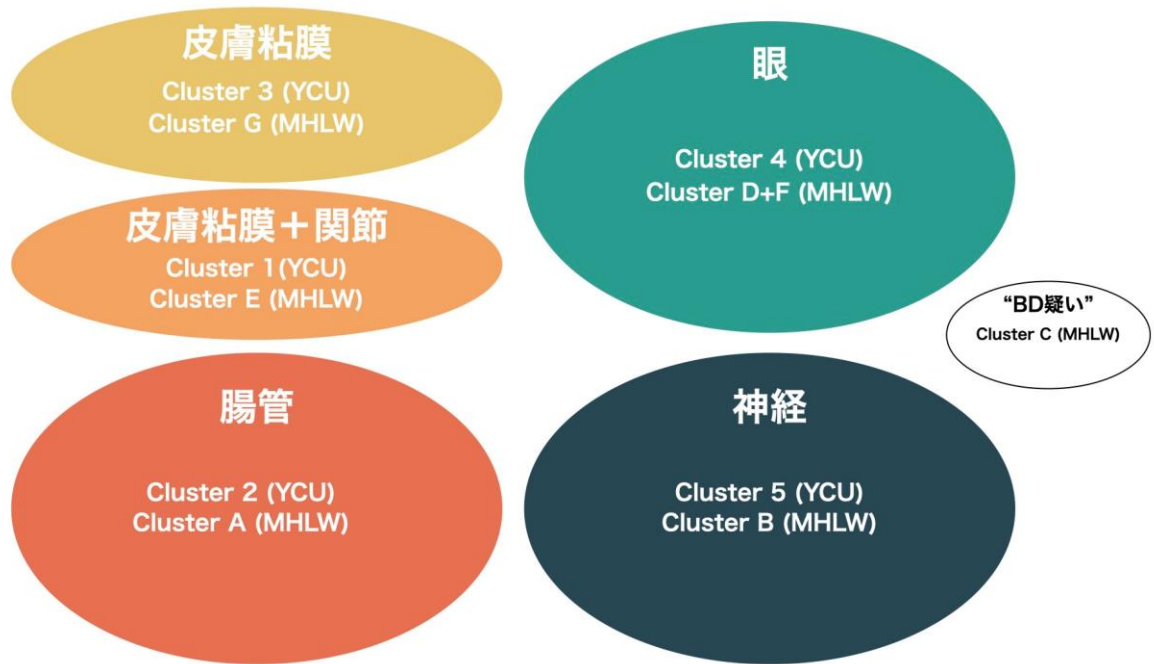 皮膚粘膜
Cluster 3 (YCU)
Cluster G (MHLW)
皮膚粘膜＋関節
Cluster 1(YCU)
Cluster E (MHLW)
腸管
Cluster 2 (YCU)
Cluster A (MHLW)
眼
Cluster 4 (YCU)
Cluster D+F (MHLW)
神経
Cluster 5 (YCU)
Cluster B (MHLW)
“BD疑い”
Cluster C (MHLW)